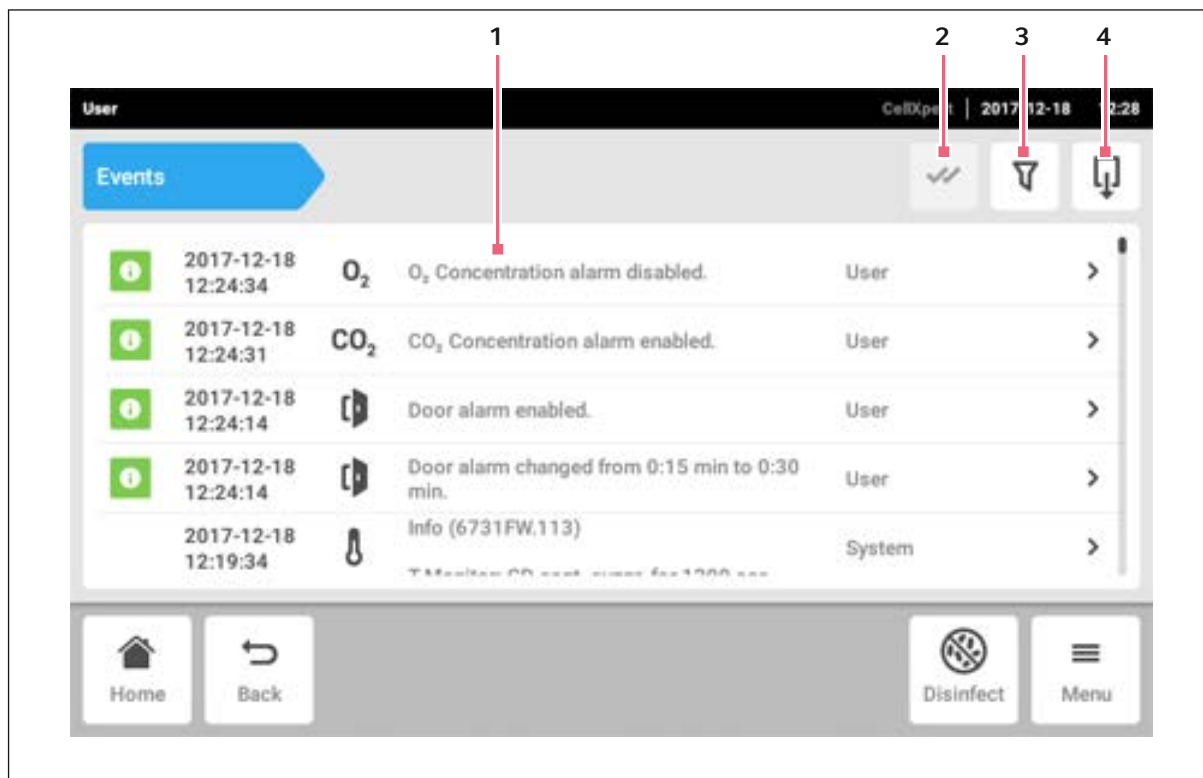 1 2 3 4
User CellXpert | 2017-12-18 12:28
Events
2017-12-18
12:24:34
O₂
O₂ Concentration alarm disabled.
User
2017-12-18
12:24:31
CO₂
CO₂ Concentration alarm enabled.
User
2017-12-18
12:24:14
Door alarm enabled.
User
2017-12-18
12:24:14
Door alarm changed from 0:15 min to 0:30
min.
User
2017-12-18
12:19:34
Info (6731FW.113)
System
Home Back Disinfect Menu